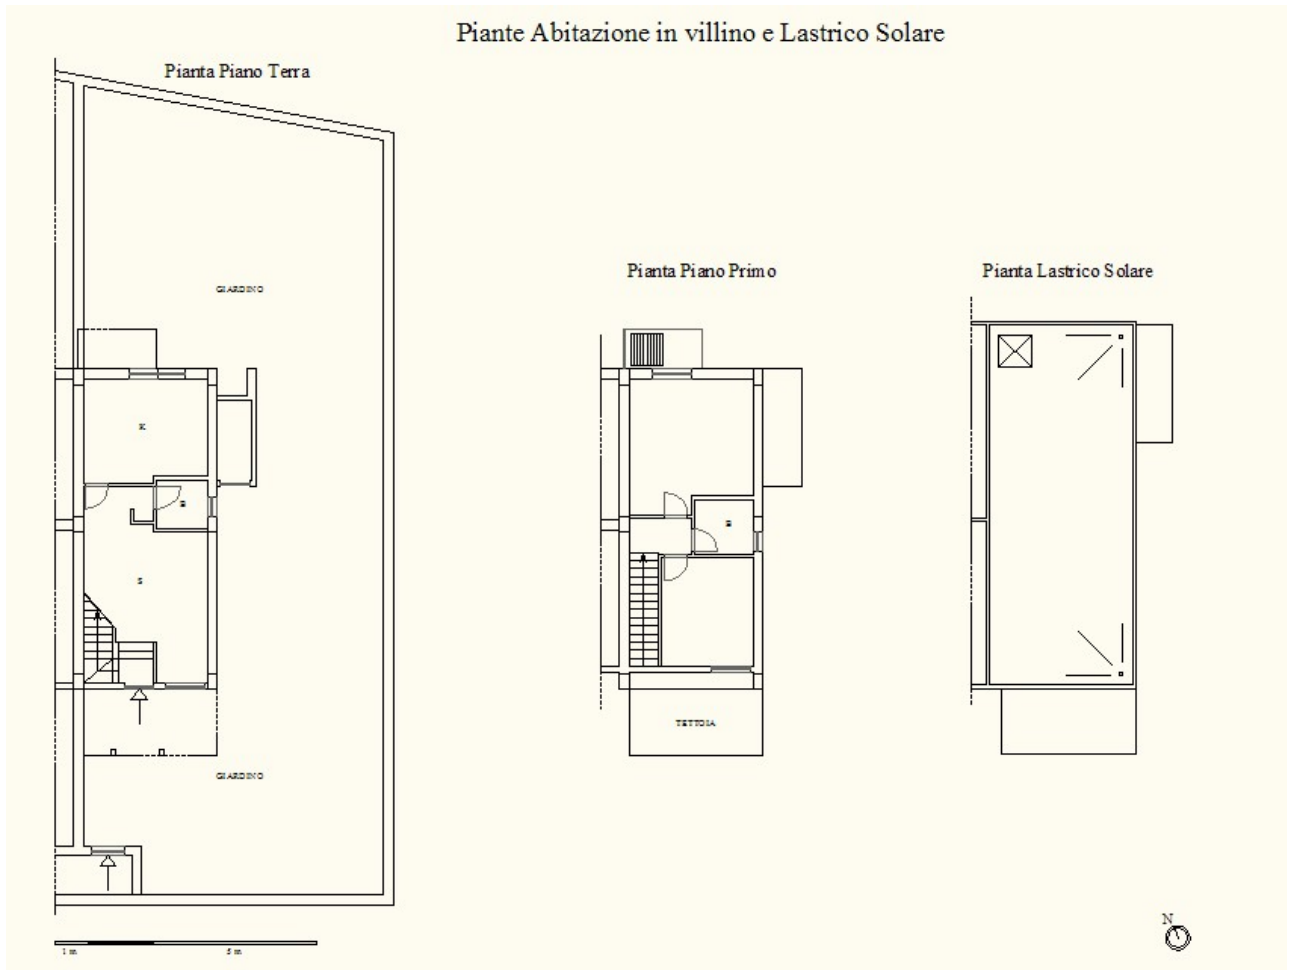 Piante Abitazione in villino e Lastrico Solare
Pianta Piano Terra
Pianta Piano Primo
Pianta Lastrico Solare
GIARDINO
K
B
S
B
TETTOIA
GIARDINO
N
1 m
5 m